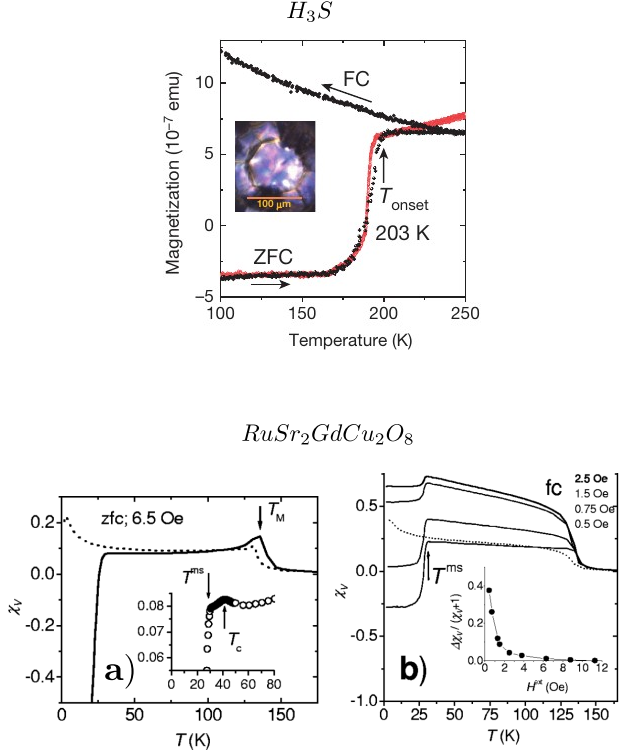 H₃S
10
5
0
−5
Magnetization (10⁻⁷ emu)
FC
100 μm
T onset
203 K
ZFC
100 150 200 250
Temperature (K)
RuSr₂GdCu₂O₈
0.2
0.0
-0.2
-0.4
χV
zfc; 6.5 Oe
TM
Tms
Tc
0.08
0.07
0.06
0 20 40 60 80
a)
0 50 100 150
T (K)
0.5
0.0
-0.5
-1.0
χV
fc
2.5 Oe
1.5 Oe
0.75 Oe
0.5 Oe
Tms
0.4
0.2
0.0
ΔχV/(χV+1)
0 2 4 6 8 10 12
Hext (Oe)
b)
0 25 50 75 100 125 150
T (K)